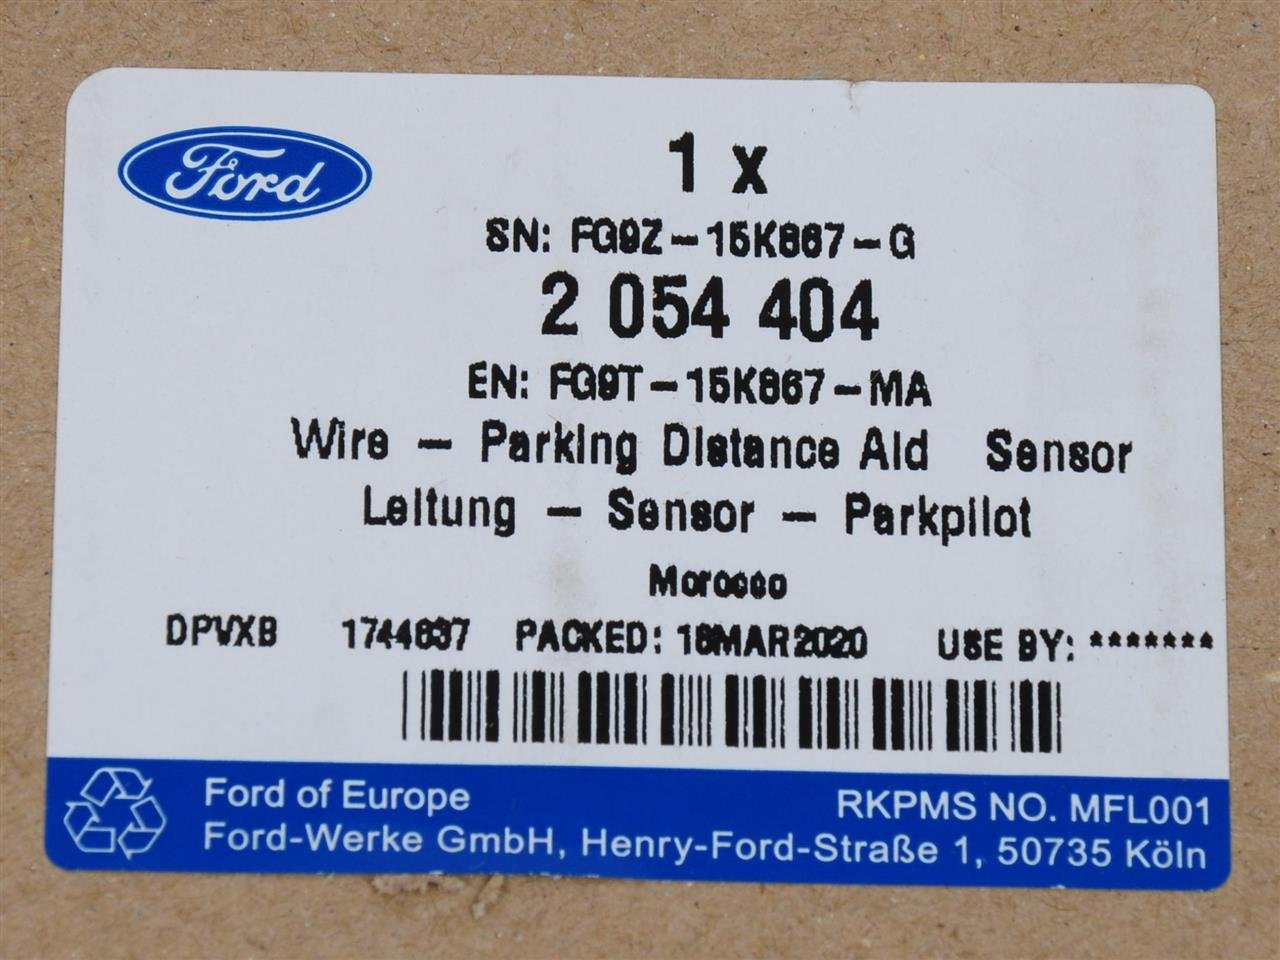 Ford
1 x
SN: FG9Z-15K867-G
2 054 404
EN: FG9T-15K867-MA
Wire - Parking Distance Aid Sensor
Leitung - Sensor - Parkpilot
Morocco
DPVXB 1744637 PACKED: 16MAR2020 USE BY: *******
Ford of Europe RKPMS NO. MFL001
Ford-Werke GmbH, Henry-Ford-Straße 1, 50735 Köln